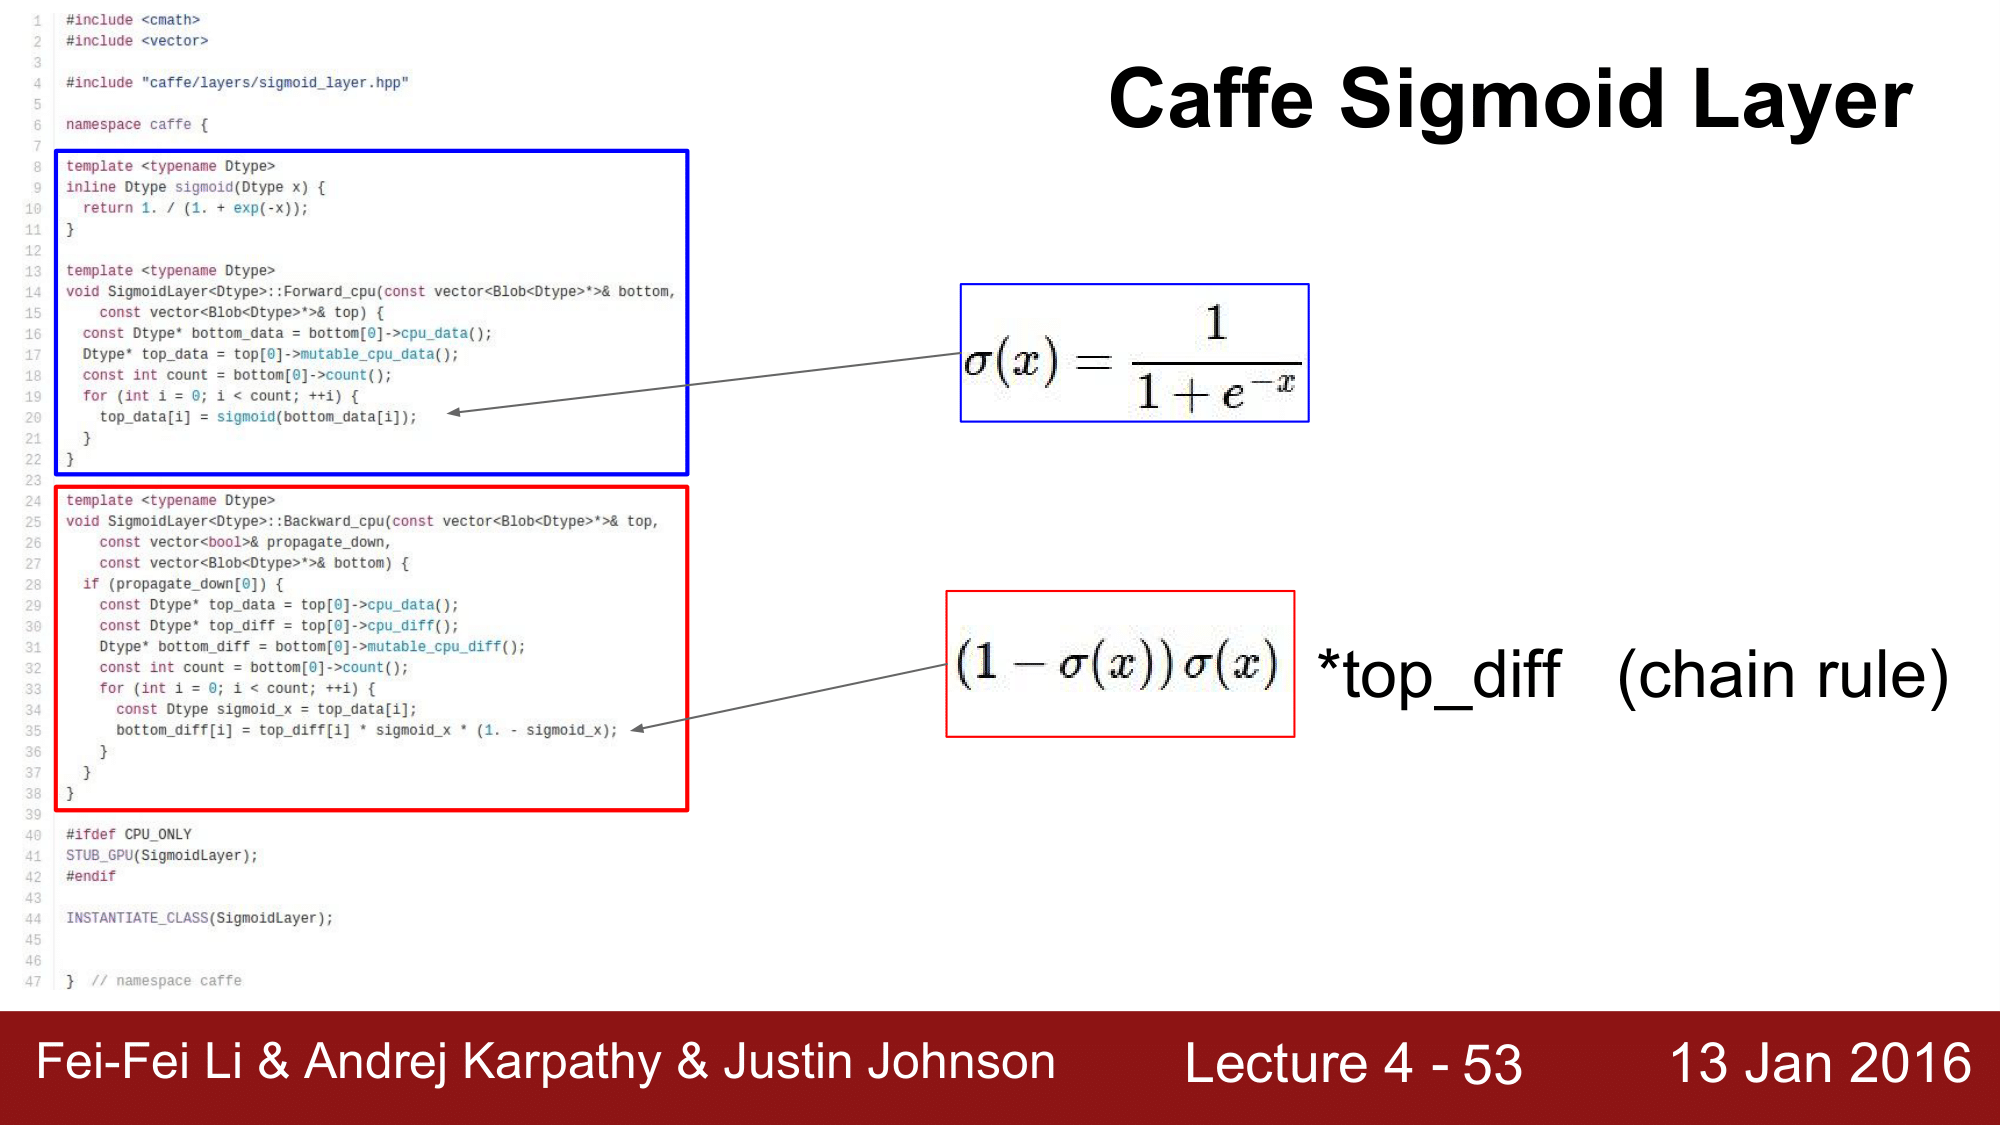 1 #include <cmath>
2 #include <vector>
3
4 #include "caffe/layers/sigmoid_layer.hpp"
5
6 namespace caffe {
7
8 template <typename Dtype>
9 inline Dtype sigmoid(Dtype x) {
10   return 1. / (1. + exp(-x));
11 }
12
13 template <typename Dtype>
14 void SigmoidLayer<Dtype>::Forward_cpu(const vector<Blob<Dtype>*>& bottom,
15     const vector<Blob<Dtype>*>& top) {
16   const Dtype* bottom_data = bottom[0]->cpu_data();
17   Dtype* top_data = top[0]->mutable_cpu_data();
18   const int count = bottom[0]->count();
19   for (int i = 0; i < count; ++i) {
20     top_data[i] = sigmoid(bottom_data[i]);
21   }
22 }
23
24 template <typename Dtype>
25 void SigmoidLayer<Dtype>::Backward_cpu(const vector<Blob<Dtype>*>& top,
26     const vector<bool>& propagate_down,
27     const vector<Blob<Dtype>*>& bottom) {
28   if (propagate_down[0]) {
29     const Dtype* top_data = top[0]->cpu_data();
30     const Dtype* top_diff = top[0]->cpu_diff();
31     Dtype* bottom_diff = bottom[0]->mutable_cpu_diff();
32     const int count = bottom[0]->count();
33     for (int i = 0; i < count; ++i) {
34       const Dtype sigmoid_x = top_data[i];
35       bottom_diff[i] = top_diff[i] * sigmoid_x * (1. - sigmoid_x);
36     }
37   }
38 }
39
40 #ifdef CPU_ONLY
41 STUB_GPU(SigmoidLayer);
42 #endif
43
44 INSTANTIATE_CLASS(SigmoidLayer);
45
46
47 }  // namespace caffe
Caffe Sigmoid Layer
σ(x) = 1 / (1 + e^{−x})
(1 − σ(x)) σ(x) *top_diff (chain rule)
Fei-Fei Li & Andrej Karpathy & Justin Johnson
Lecture 4 - 53
13 Jan 2016